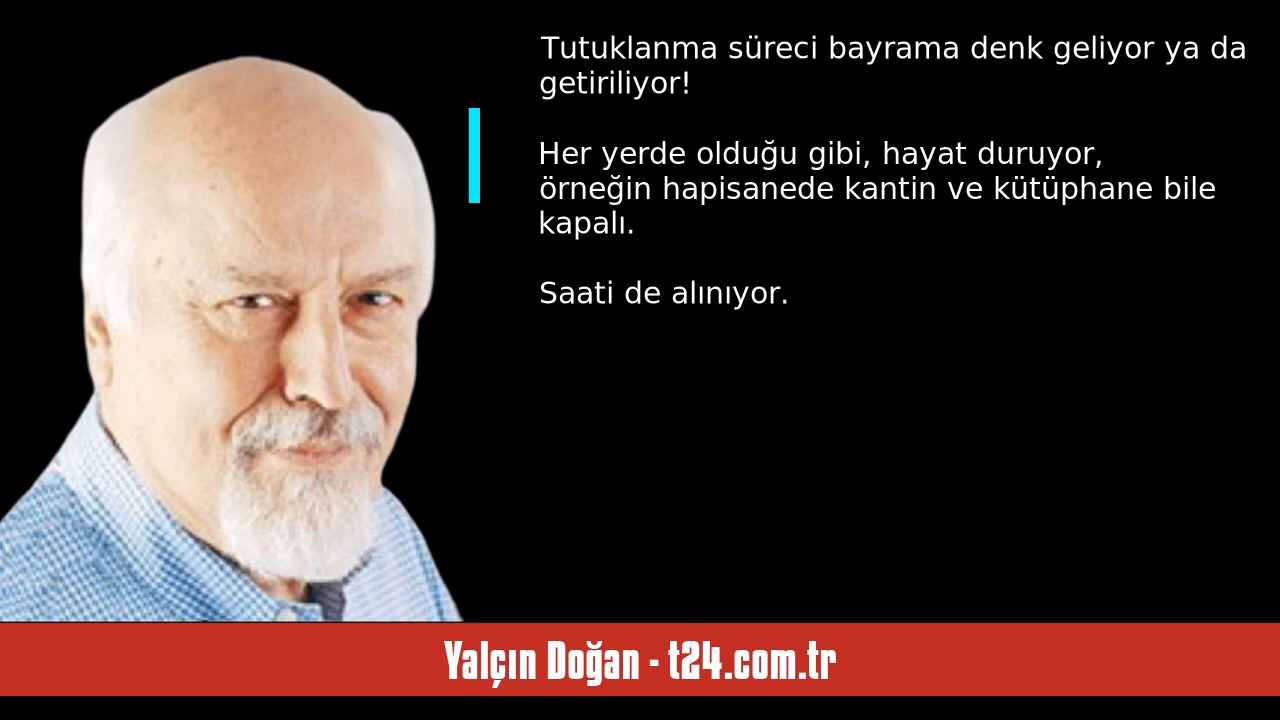 Tutuklanma süreci bayrama denk geliyor ya da
getiriliyor!
Her yerde olduğu gibi, hayat duruyor,
örneğin hapisanede kantin ve kütüphane bile
kapalı.
Saati de alınıyor.
Yalçın Doğan - t24.com.tr